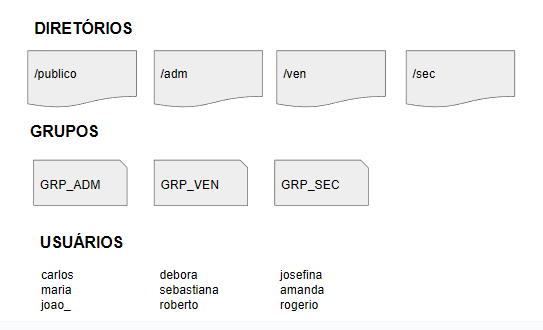 DIRETÓRIOS
/publico /adm /ven /sec
GRUPOS
GRP_ADM GRP_VEN GRP_SEC
USUÁRIOS
carlos debora josefina
maria sebastiana amanda
joao_ roberto rogerio